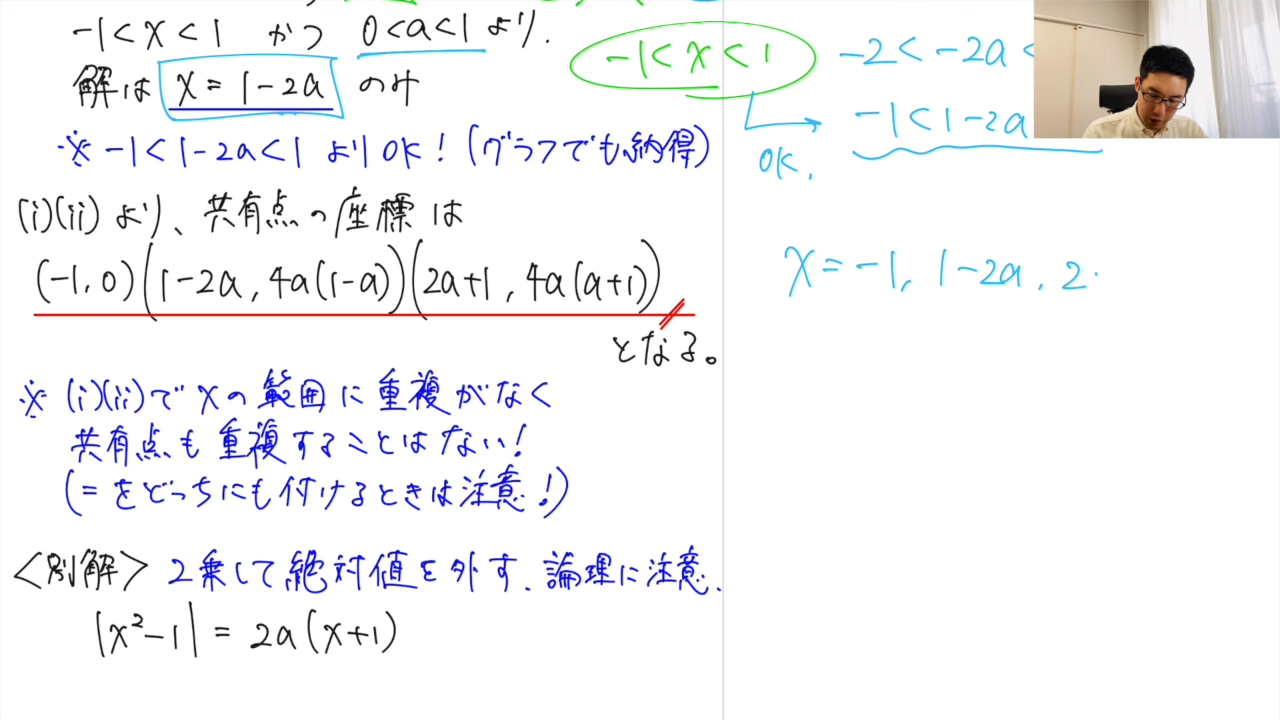 -1<x<1 かつ 0<a<1 より.
解は x=1-2a のみ
※ -1<1-2a<1 よりOK!(グラフでも納得)
(i)(ii)より、共有点の座標は
(-1,0)(1-2a,4a(1-a))(2a+1,4a(a+1))
となる。
※ (i)(ii)でxの範囲に重複がなく
共有点も重複することはない!
(=をどっちにも付けるときは注意!)
<別解> 2乗して絶対値を外す.論理に注意.
|x²-1| = 2a(x+1)
-1<x<1
-2<-2a<
-1<1-2a
OK.
x=-1, 1-2a, 2